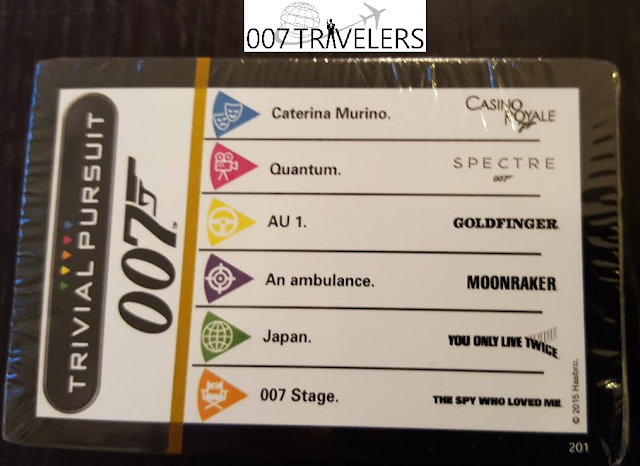 007 TRAVELERS
TRIVIAL PURSUIT
007™
Caterina Murino. CASINO ROYALE 007
Quantum. SPECTRE 007
AU 1. GOLDFINGER
An ambulance. MOONRAKER
Japan. YOU ONLY LIVE TWICE
007 Stage. THE SPY WHO LOVED ME
© 2015 Hasbro.
201